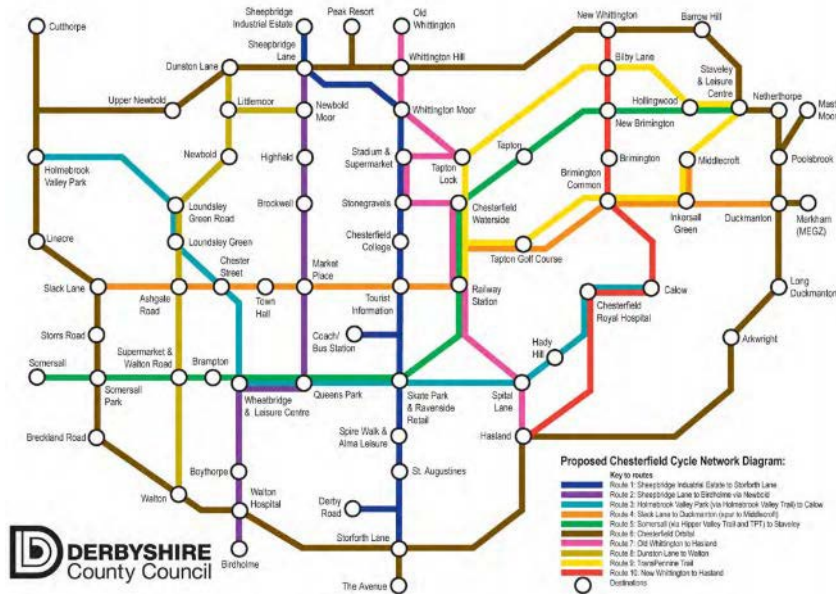 Cutthorpe
Sheepbridge
Industrial Estate
Peak Resort
Old
Whittington
New Whittington
Barrow Hill
Dunston Lane
Sheepbridge
Lane
Whittington Hill
Bilby Lane
Staveley
& Leisure
Centre
Upper Newbold
Littlemoor
Newbold
Moor
Whittington Moor
Hollingwood
New Brimington
Netherthorpe
Mast
Moor
Holmebrook
Valley Park
Newbold
Highfield
Stadium &
Supermarket
Tapton
Lock
Tapton
Brimington
Middlecroft
Poolsbrook
Loundsley
Green Road
Brockwell
Stonegravels
Chesterfield
Waterside
Brimington
Common
Inkersall
Green
Duckmanton
Markham
(MEGZ)
Linacre
Loundsley Green
Chesterfield
College
Tapton Golf Course
Slack Lane
Ashgate
Road
Chester
Street
Town
Hall
Market
Place
Tourist
Information
Railway
Station
Chesterfield
Royal Hospital
Calow
Long
Duckmanton
Storrs Road
Coach/
Bus Station
Hady
Hill
Arkwright
Somersall
Somersall
Park
Supermarket &
Walton Road
Brampton
Wheatbridge
& Leisure Centre
Queens Park
Skate Park
& Ravenside
Retail
Spital
Lane
Breckland Road
Spire Walk &
Alma Leisure
Hasland
Walton
Boythorpe
Walton
Hospital
St. Augustines
Derby
Road
Birdholme
Storforth Lane
The Avenue
Proposed Chesterfield Cycle Network Diagram:
Key to routes
Route 1: Sheepbridge Industrial Estate to Storforth Lane
Route 2: Sheepbridge Lane to Birdholme via Newbold
Route 3: Holmebrook Valley Park (via Holmebrook Valley Trail) to Calow
Route 4: Slack Lane to Duckmanton (spur to Middlecroft)
Route 5: Somersall (via Hipper Valley Trail and TPT) to Staveley
Route 6: Chesterfield Orbital
Route 7: Old Whittington to Hasland
Route 8: Dunston Lane to Walton
Route 9: TransPennine Trail
Route 10: New Whittington to Hasland
Destinations
DERBYSHIRE
County Council